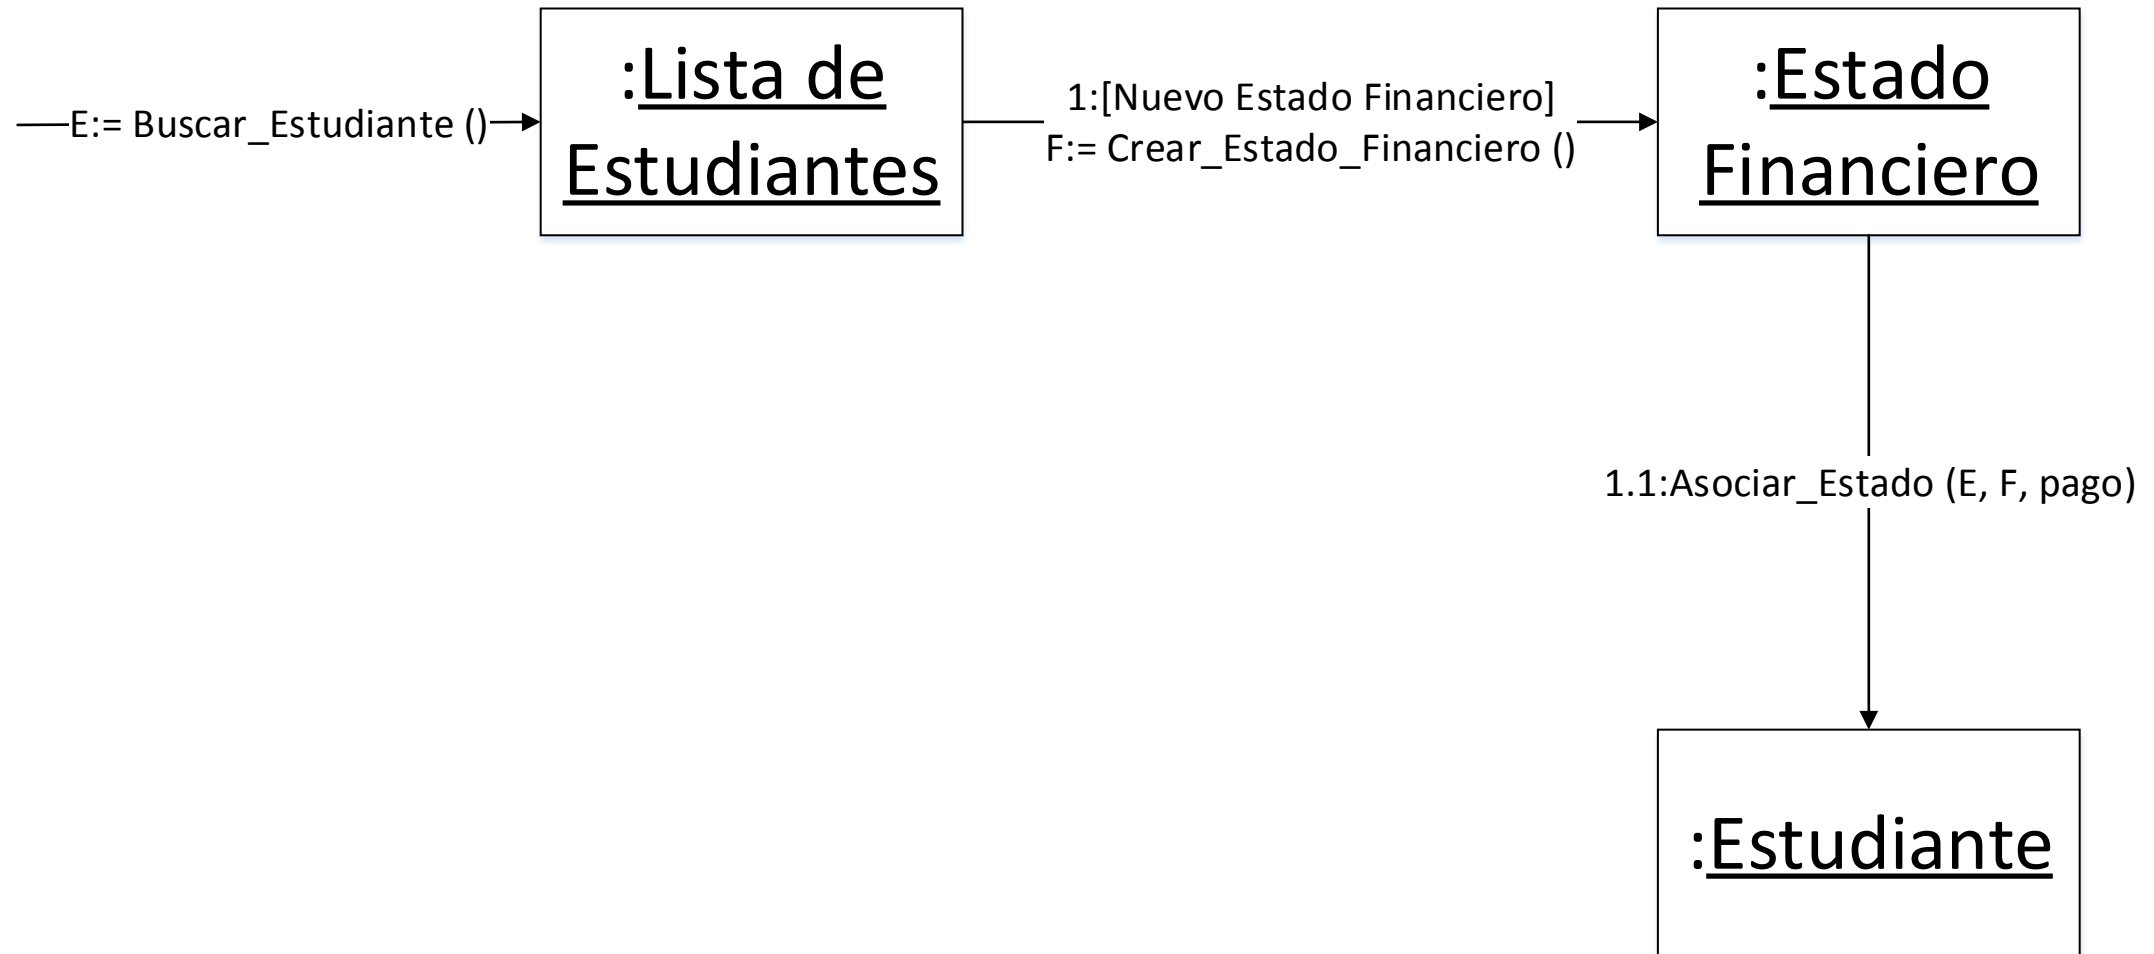 E:= Buscar_Estudiante ()
:Lista de
Estudiantes
1:[Nuevo Estado Financiero]
F:= Crear_Estado_Financiero ()
:Estado
Financiero
1.1:Asociar_Estado (E, F, pago)
:Estudiante